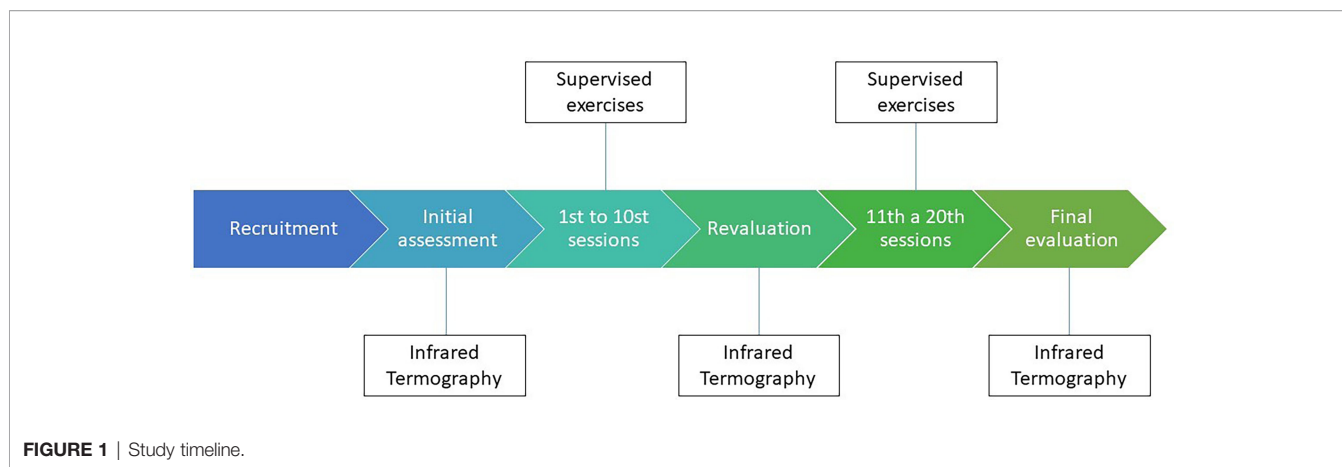 Supervised
exercises
Supervised
exercises
Recruitment
Initial
assessment
1st to 10st
sessions
Revaluation
11th a 20th
sessions
Final
evaluation
Infrared
Termography
Infrared
Termography
Infrared
Termography
FIGURE 1 | Study timeline.